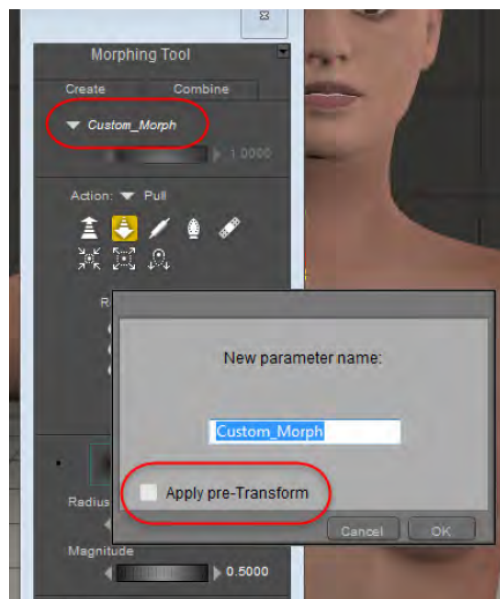 Morphing Tool
Create Combine
Custom_Morph
1.0000
Action: Pull
New parameter name:
Custom_Morph
Apply pre-Transform
Radius
Cancel OK
Magnitude
0.5000